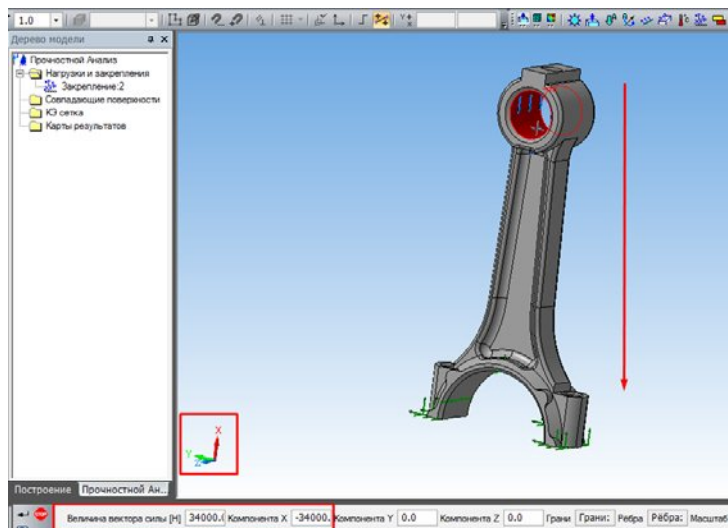 1.0
Дерево модели
Прочностной Анализ
Нагрузки и закрепления
Закрепление:2
Совпадающие поверхности
КЭ сетка
Карты результатов
X
Y
Z
Построение Прочностной Ан...
Величина вектора силы [Н] 34000.( Компонента X -34000. Компонента Y 0.0 Компонента Z 0.0 Грани Грани: Ребра Рёбра: Масштаб